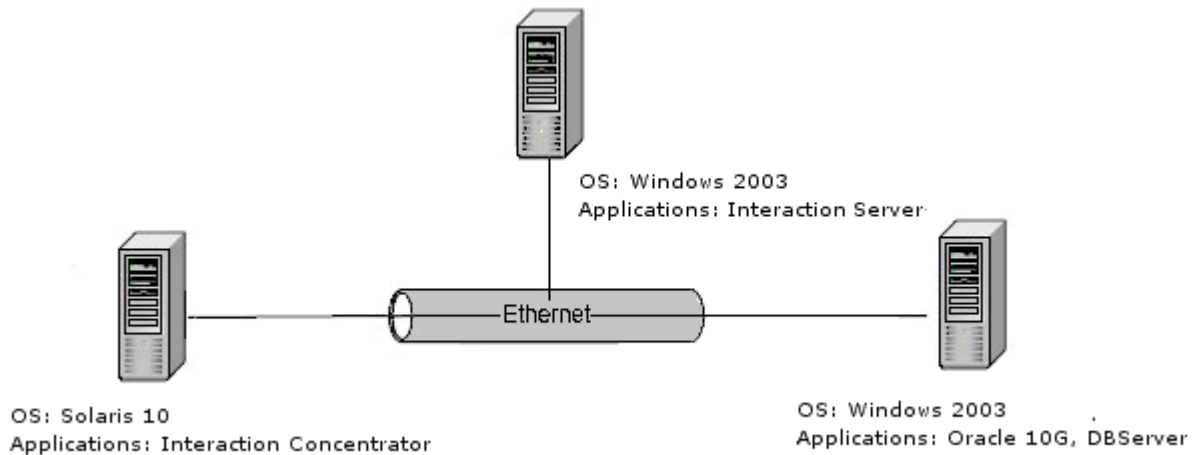 OS: Windows 2003
Applications: Interaction Server
Ethernet
OS: Solaris 10
Applications: Interaction Concentrator
OS: Windows 2003
Applications: Oracle 10G, DBServer